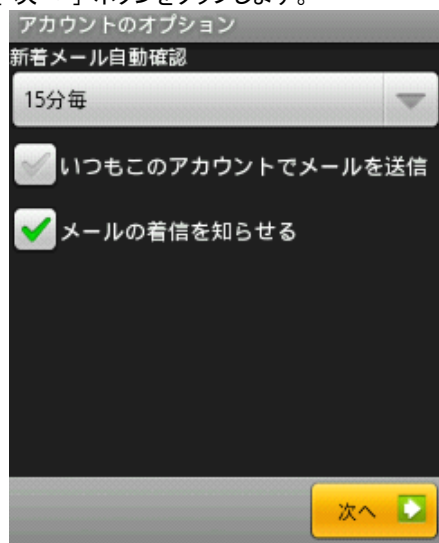 アカウントのオプション
新着メール自動確認
15分毎
いつもこのアカウントでメールを送信
メールの着信を知らせる
次へ